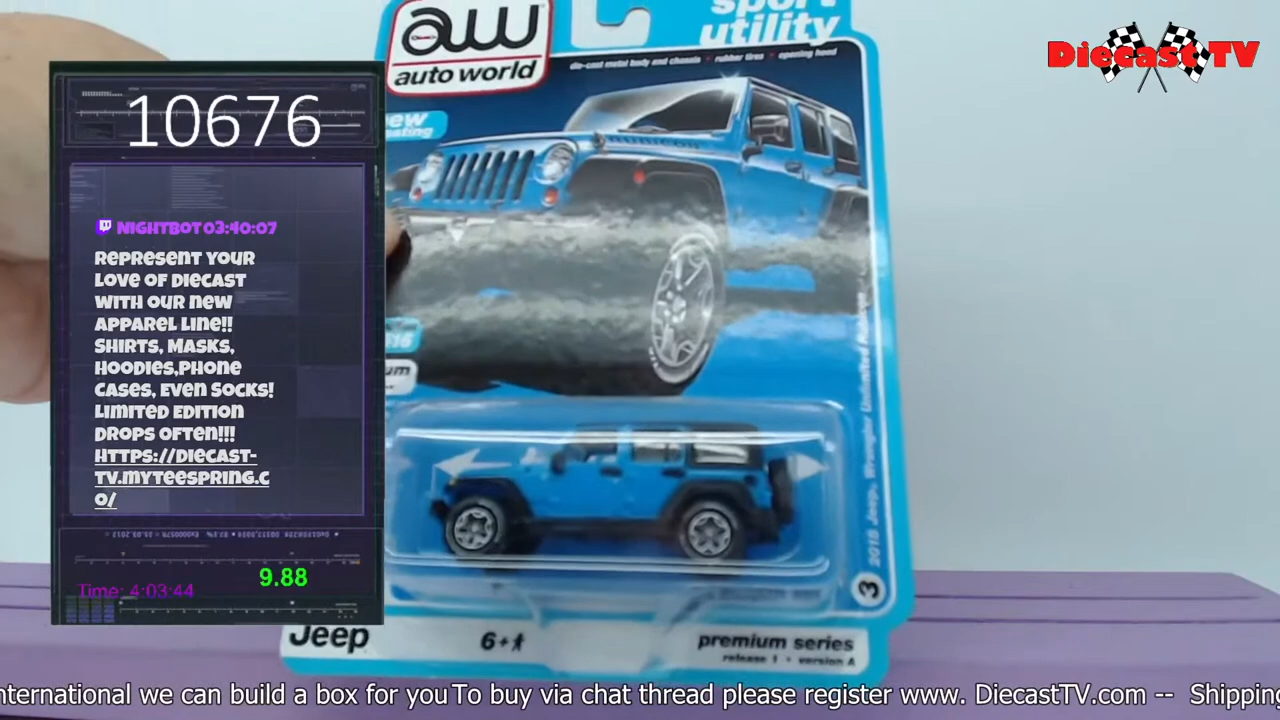 10676
NIGHTBOT 03:40:07
REPRESENT YOUR
LOVE OF DIECAST
WITH OUR NEW
APPAREL LINE!!
SHIRTS, MASKS,
HOODIES,PHONE
CASES, EVEN SOCKS!
LIMITED EDITION
DROPS OFTEN!!!
HTTPS://DIECAST-
TV.MYTEESPRING.C
O/
Time: 4:03:44
9.88
aw
auto world
sport
utility
die-cast metal body and chassis • rubber tires • opening hood
RUBICON
2018 Jeep Wrangler Unlimited
3
Jeep
6+
premium series
release 1 • version A
Diecast TV
nternational we can build a box for you To buy via chat thread please register www. DiecastTV.com -- Shipping